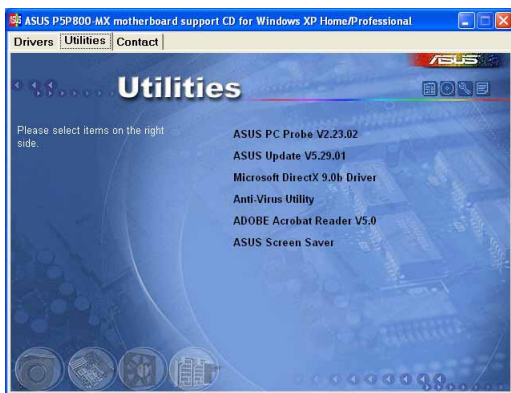 ASUS P5P800-MX motherboard support CD for Windows XP Home/Professional
Drivers Utilities Contact
ASUS
Utilities
Please select items on the right
side.
ASUS PC Probe V2.23.02
ASUS Update V5.29.01
Microsoft DirectX 9.0b Driver
Anti-Virus Utility
ADOBE Acrobat Reader V5.0
ASUS Screen Saver